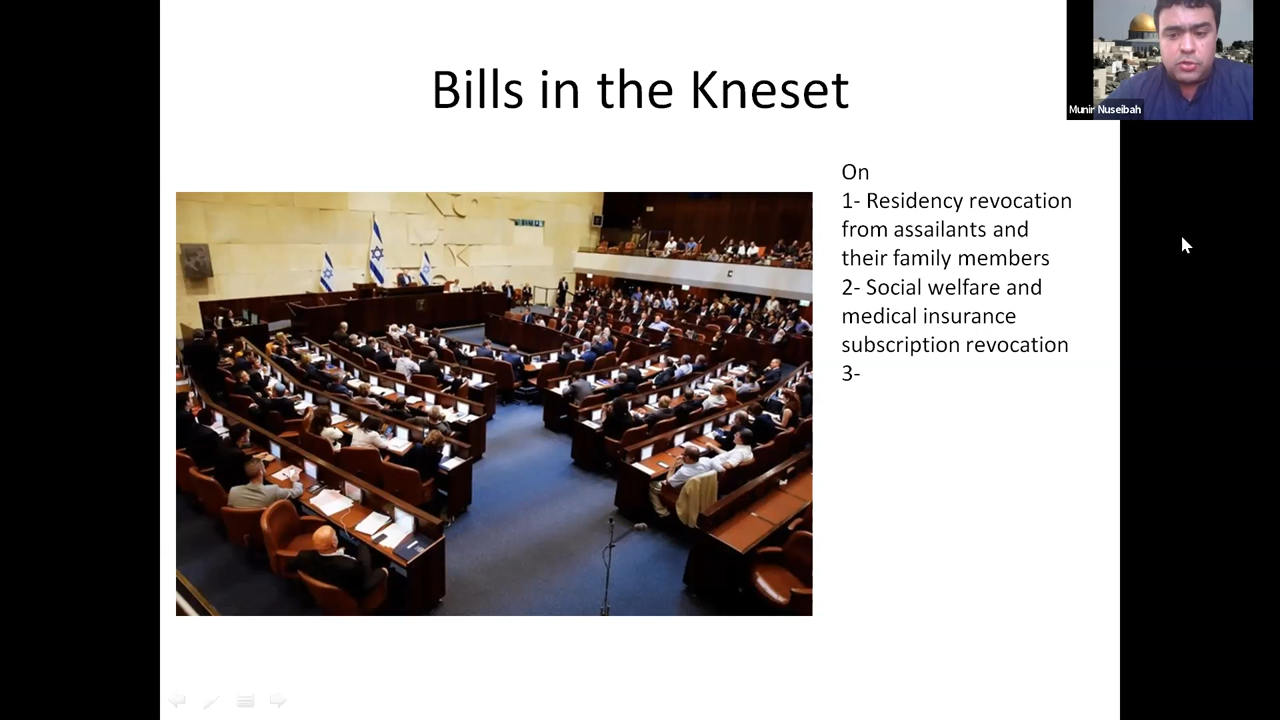 Bills in the Kneset
Munir Nuseibah
On
1- Residency revocation
from assailants and
their family members
2- Social welfare and
medical insurance
subscription revocation
3-